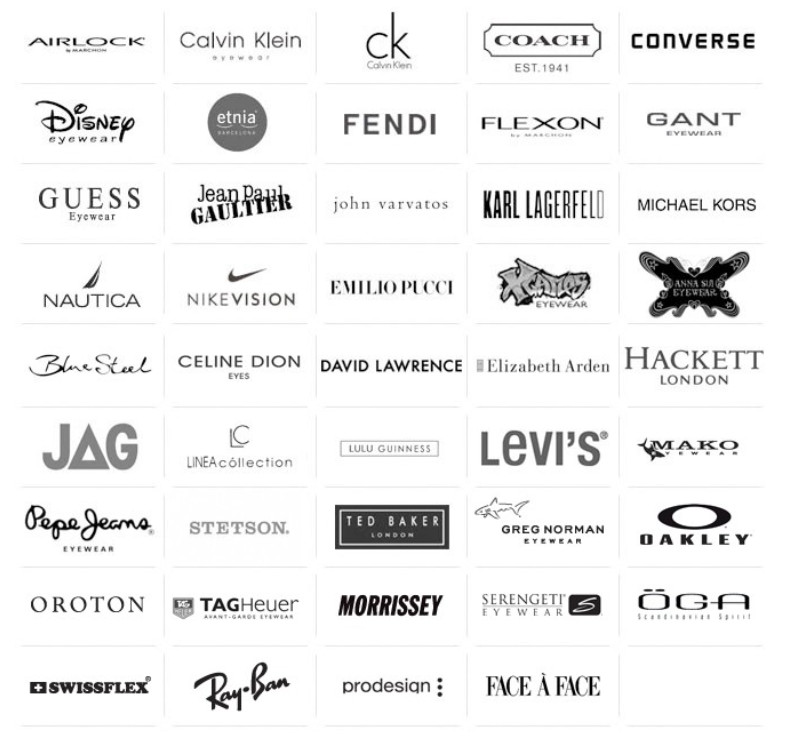 AIRLOCK
by MARCHON
Calvin Klein
eyewear
ck
Calvin Klein
COACH
EST.1941
CONVERSE
Disney
eyewear
etnia
BARCELONA
FENDI
FLEXON
by MARCHON
GANT
EYEWEAR
GUESS
Eyewear
Jean Paul
GAULTIER
john varvatos
KARL LAGERFELD
MICHAEL KORS
NAUTICA
NIKEVISION
EMILIO PUCCI
EYEWEAR
ANNA SUI
EYEWEAR
Blue Steel
CELINE DION
EYES
DAVID LAWRENCE
Elizabeth Arden
HACKETT
LONDON
JAG
LC
LINEA cóllection
LULU GUINNESS
LeVI'S®
MAKO
EYEWEAR
Pepe Jeans®
EYEWEAR
STETSON.
TED BAKER
LONDON
GREG NORMAN
EYEWEAR
OAKLEY
OROTON
TAG
HEUER
TAGHeuer
AVANT-GARDE EYEWEAR
MORRISSEY
SERENGETI®
EYEWEAR
ÖGA
Scandinavian Spirit
SWISSFLEX®
Ray-Ban
prodesign
FACE À FACE